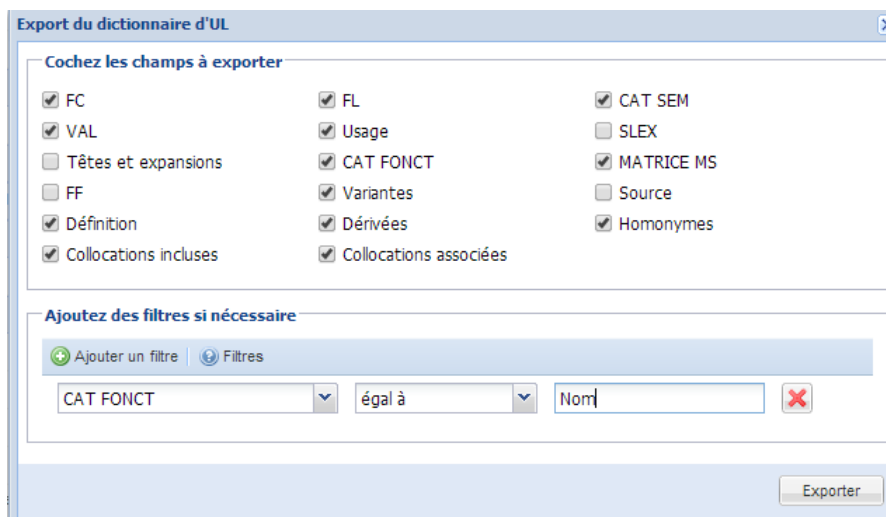 Export du dictionnaire d'UL
Cochez les champs à exporter
FC FL CAT SEM
VAL Usage SLEX
Têtes et expansions CAT FONCT MATRICE MS
FF Variantes Source
Définition Dérivées Homonymes
Collocations incluses Collocations associées
Ajoutez des filtres si nécessaire
Ajouter un filtre Filtres
CAT FONCT égal à Nom
Exporter